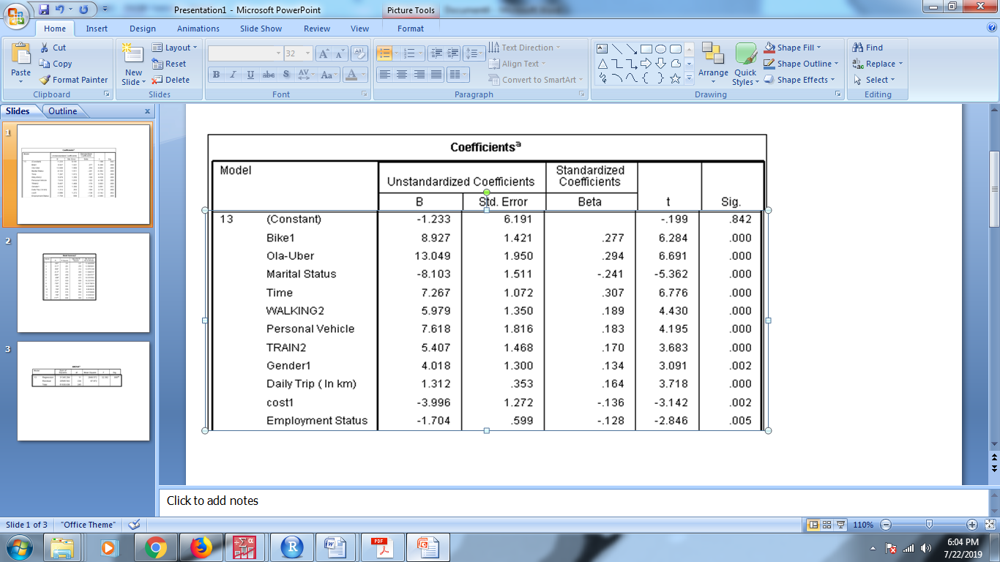 Presentation1 - Microsoft PowerPoint
Picture Tools
Home Insert Design Animations Slide Show Review View Format
Cut
Copy
Format Painter
Paste
Clipboard
New Slide
Layout
Reset
Delete
Slides
32
B I U abc S AV Aa A
Font
Text Direction
Align Text
Convert to SmartArt
Paragraph
Arrange
Quick Styles
Shape Fill
Shape Outline
Shape Effects
Drawing
Find
Replace
Select
Editing
Slides Outline x
1
2
3
Coefficients^a
Model
Unstandardized Coefficients
Standardized Coefficients
B Std. Error Beta t Sig.
13 (Constant) -1.233 6.191 -.199 .842
Bike1 8.927 1.421 .277 6.284 .000
Ola-Uber 13.049 1.950 .294 6.691 .000
Marital Status -8.103 1.511 -.241 -5.362 .000
Time 7.267 1.072 .307 6.776 .000
WALKING2 5.979 1.350 .189 4.430 .000
Personal Vehicle 7.618 1.816 .183 4.195 .000
TRAIN2 5.407 1.468 .170 3.683 .000
Gender1 4.018 1.300 .134 3.091 .002
Daily Trip ( In km) 1.312 .353 .164 3.718 .000
cost1 -3.996 1.272 -.136 -3.142 .002
Employment Status -1.704 .599 -.128 -2.846 .005
Click to add notes
Slide 1 of 3 "Office Theme" 110%
PDF
6:04 PM
7/22/2019